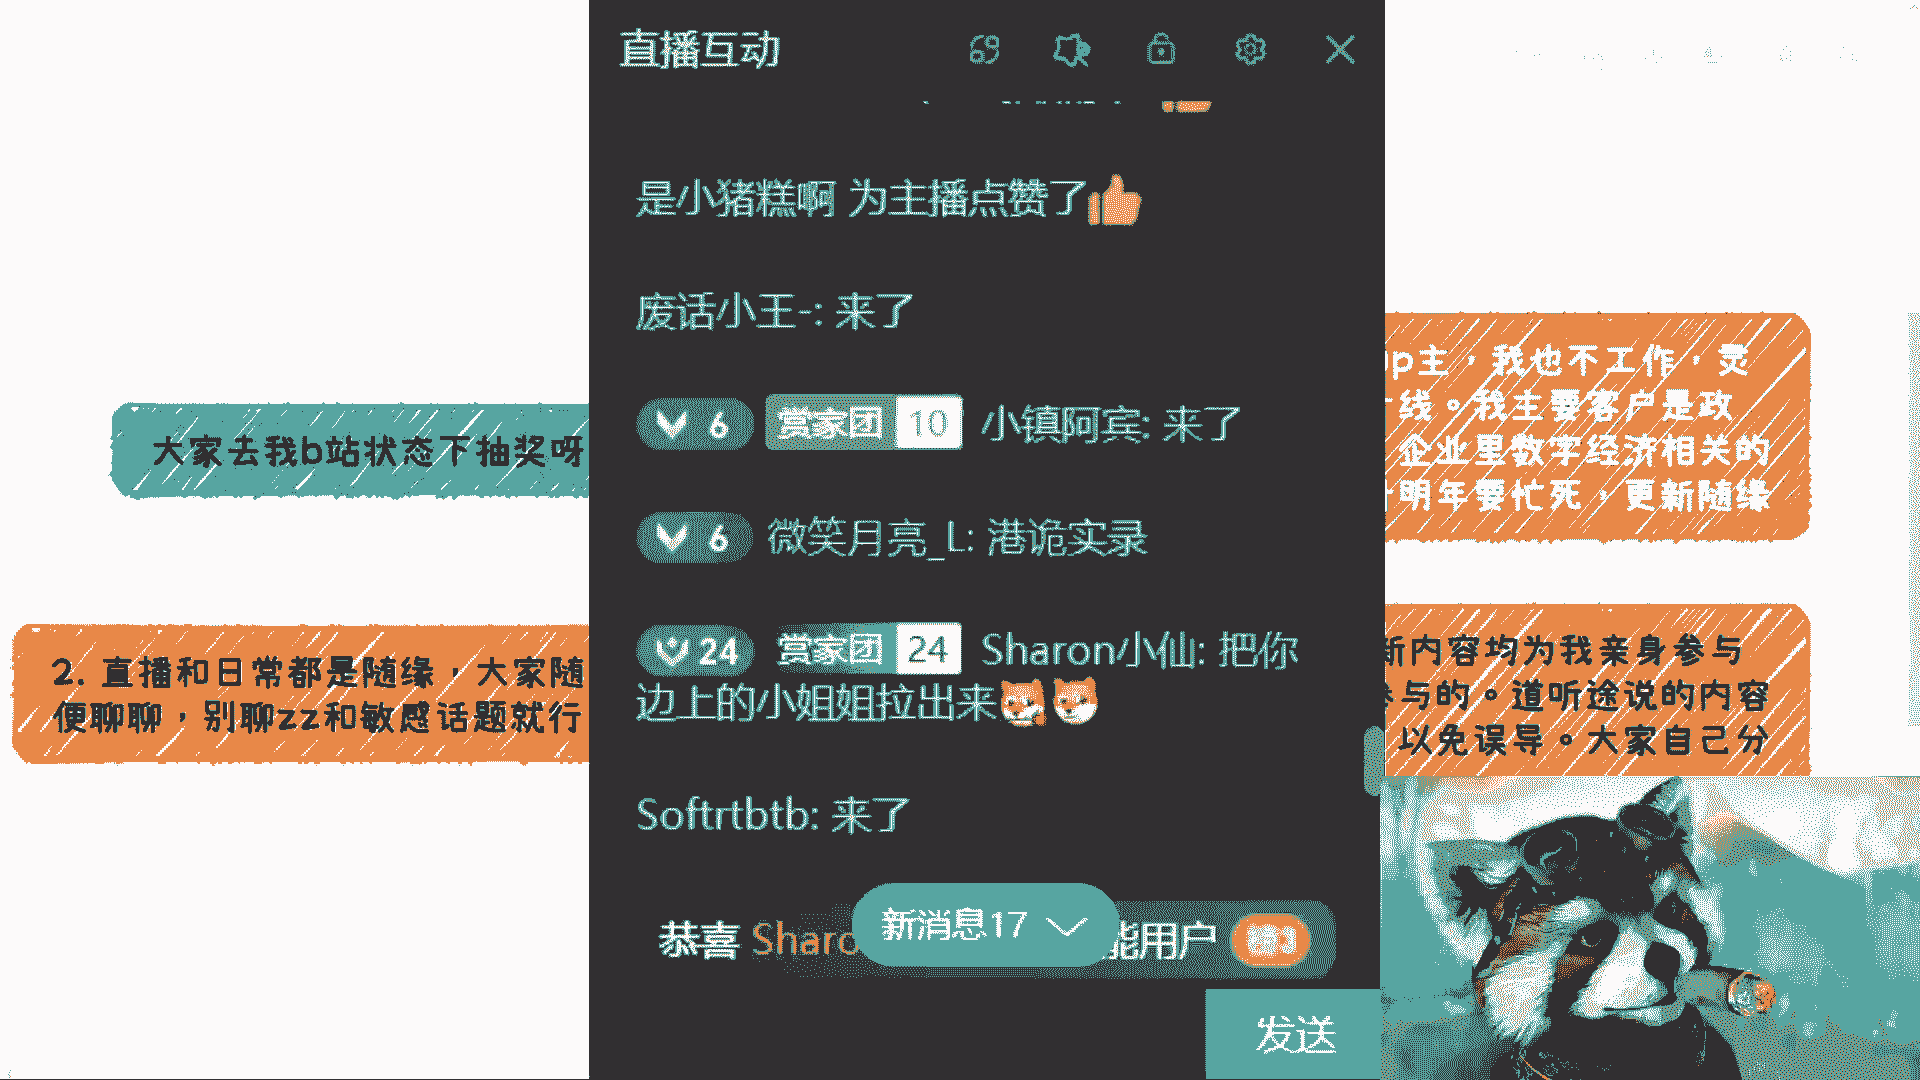 直播互动
是小猪糕啊 为主播点赞了👍
废话小王-: 来了
6 赏家团 10 小镇阿宾: 来了
6 微笑月亮_L: 港诡实录
24 赏家团 24 Sharon小仙: 把你
边上的小姐姐拉出来
Softrtbtb: 来了
恭喜 Sharo
新消息17
能用户
发送
大家去我b站状态下抽奖呀
2. 直播和日常都是随缘，大家随
便聊聊，别聊zz和敏感话题就行
p主，我也不工作，灵
线。我主要客户是政
企业里数字经济相关的
明年要忙死，更新随缘
新内容均为我亲身参与
参与的。道听途说的内容
以免误导。大家自己分